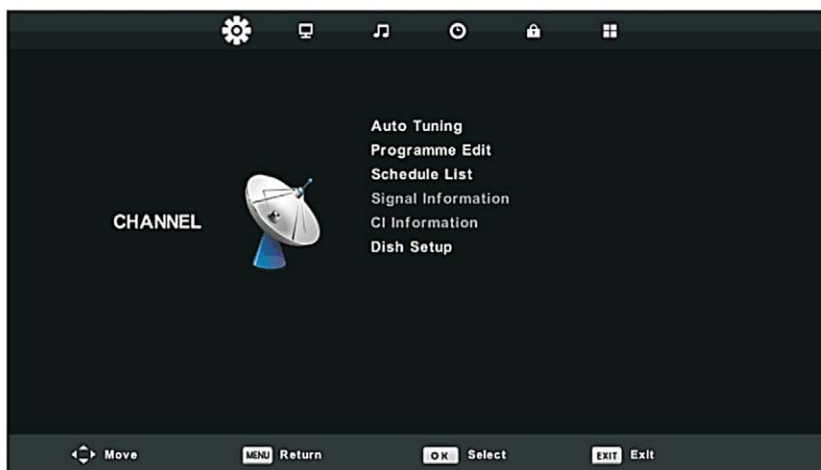 Auto Tuning
Programme Edit
Schedule List
Signal Information
CI Information
Dish Setup
CHANNEL
Move
MENU Return
OK Select
EXIT Exit